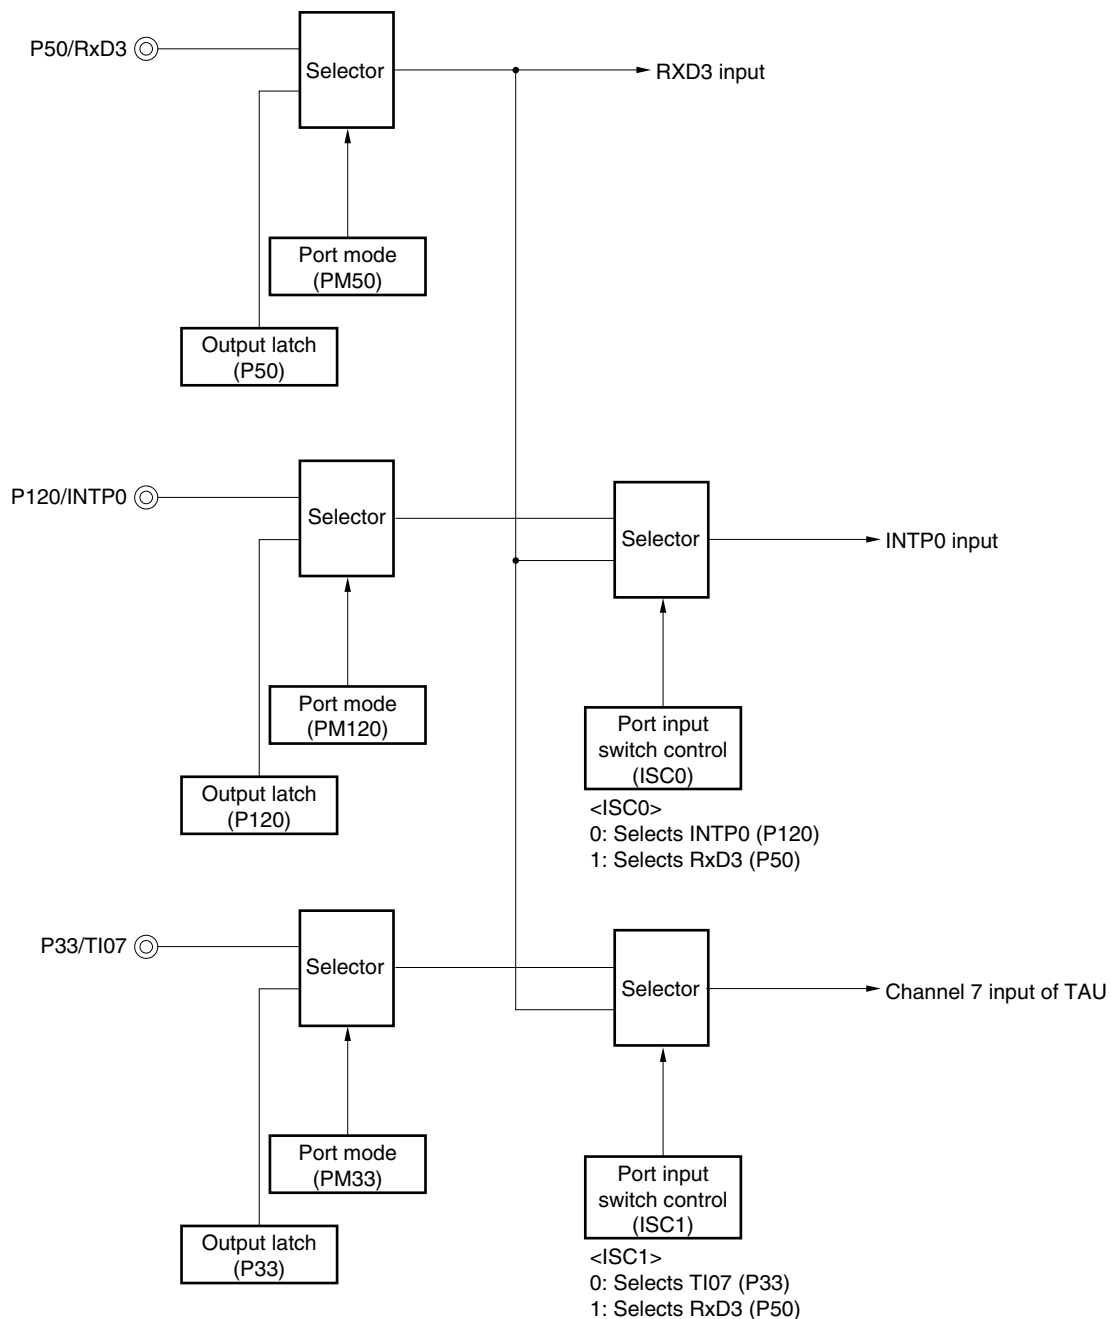 P50/RxD3
Selector
RXD3 input
Port mode
(PM50)
Output latch
(P50)
P120/INTP0
Selector
Selector
INTP0 input
Port mode
(PM120)
Port input
switch control
(ISC0)
Output latch
(P120)
<ISC0>
0: Selects INTP0 (P120)
1: Selects RxD3 (P50)
P33/TI07
Selector
Selector
Channel 7 input of TAU
Port mode
(PM33)
Port input
switch control
(ISC1)
Output latch
(P33)
<ISC1>
0: Selects TI07 (P33)
1: Selects RxD3 (P50)